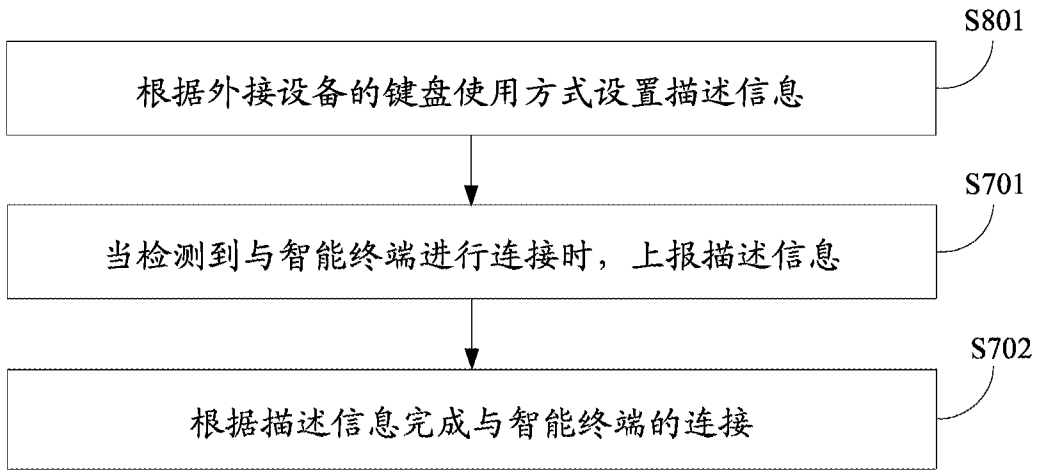 S801
根据外接设备的键盘使用方式设置描述信息
S701
当检测到与智能终端进行连接时，上报描述信息
S702
根据描述信息完成与智能终端的连接